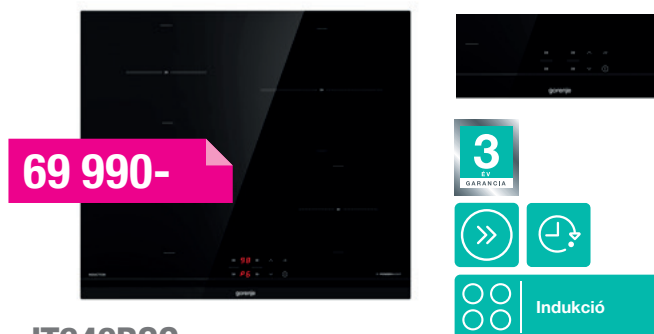 gorenje
69 990-
gorenje
3
ÉV
GARANCIA
Indukció